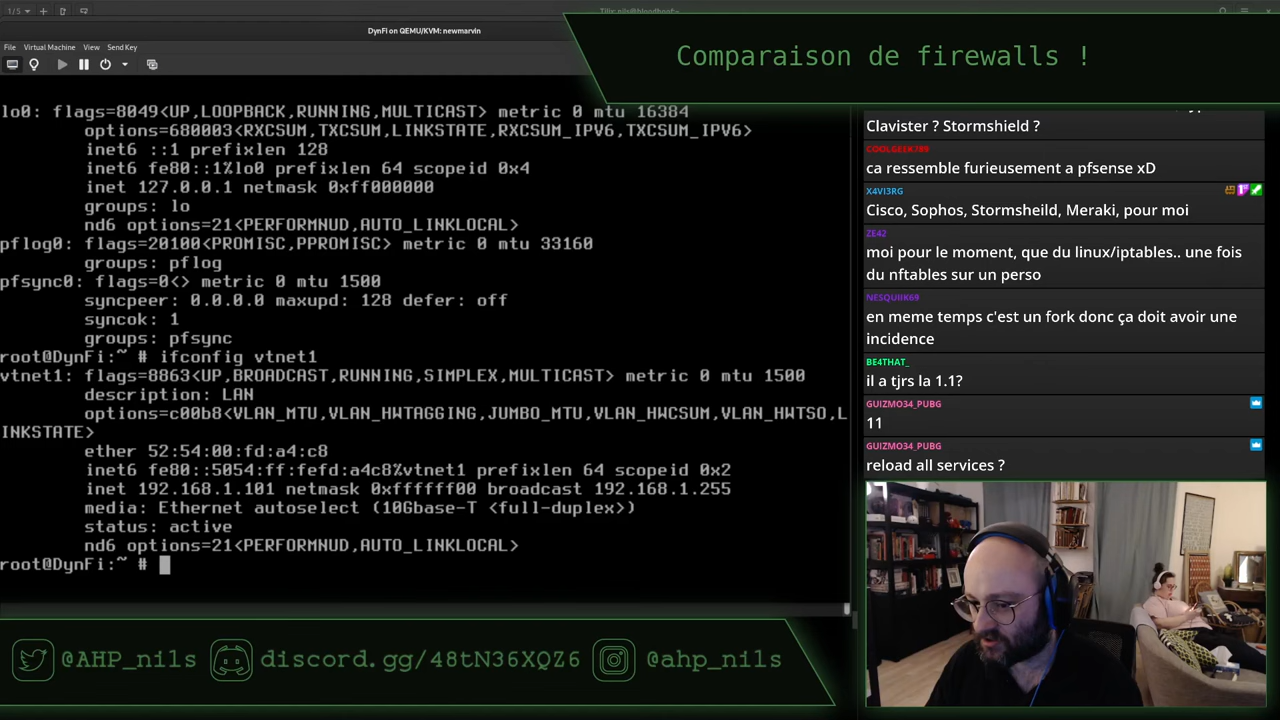 1/5
DynFi on QEMU/KVM: newmarvin
File Virtual Machine View Send Key
Comparaison de firewalls !
lo0: flags=8049<UP,LOOPBACK,RUNNING,MULTICAST> metric 0 mtu 16384
options=680003<RXCSUM,TXCSUM,LINKSTATE,RXCSUM_IPV6,TXCSUM_IPV6>
inet6 ::1 prefixlen 128
inet6 fe80::1%lo0 prefixlen 64 scopeid 0x4
inet 127.0.0.1 netmask 0xff000000
groups: lo
nd6 options=21<PERFORMNUD,AUTO_LINKLOCAL>
pflog0: flags=20100<PROMISC,PPROMISC> metric 0 mtu 33160
groups: pflog
pfsync0: flags=0<> metric 0 mtu 1500
syncpeer: 0.0.0.0 maxupd: 128 defer: off
syncok: 1
groups: pfsync
root@DynFi:~ # ifconfig vtnet1
vtnet1: flags=8863<UP,BROADCAST,RUNNING,SIMPLEX,MULTICAST> metric 0 mtu 1500
description: LAN
options=c00b8<VLAN_MTU,VLAN_HWTAGGING,JUMBO_MTU,VLAN_HWCSUM,VLAN_HWTSO,L
INKSTATE>
ether 52:54:00:fd:a4:c8
inet6 fe80::5054:ff:fefd:a4c8%vtnet1 prefixlen 64 scopeid 0x2
inet 192.168.1.101 netmask 0xffffff00 broadcast 192.168.1.255
media: Ethernet autoselect (10Gbase-T <full-duplex>)
status: active
nd6 options=21<PERFORMNUD,AUTO_LINKLOCAL>
root@DynFi:~ #
Clavister ? Stormshield ?
COOLGEEK789
ca ressemble furieusement a pfsense xD
X4VI3RG
Cisco, Sophos, Stormsheild, Meraki, pour moi
ZE42
moi pour le moment, que du linux/iptables.. une fois
du nftables sur un perso
NESQUIIK69
en meme temps c'est un fork donc ça doit avoir une
incidence
BE4THAT_
il a tjrs la 1.1?
GUIZMO34_PUBG
11
GUIZMO34_PUBG
reload all services ?
@AHP_nils
discord.gg/48tN36XQZ6
@ahp_nils